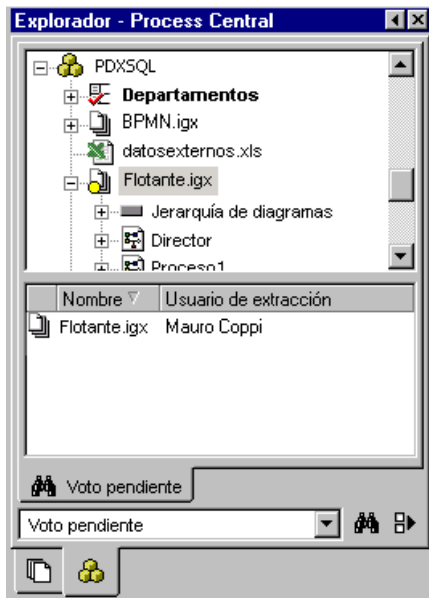 Explorador - Process Central
PDXSQL
Departamentos
BPMN.igx
datosexternos.xls
Flotante.igx
Jerarquía de diagramas
Director
Proceso1
Nombre Usuario de extracción
Flotante.igx Mauro Coppi
Voto pendiente
Voto pendiente